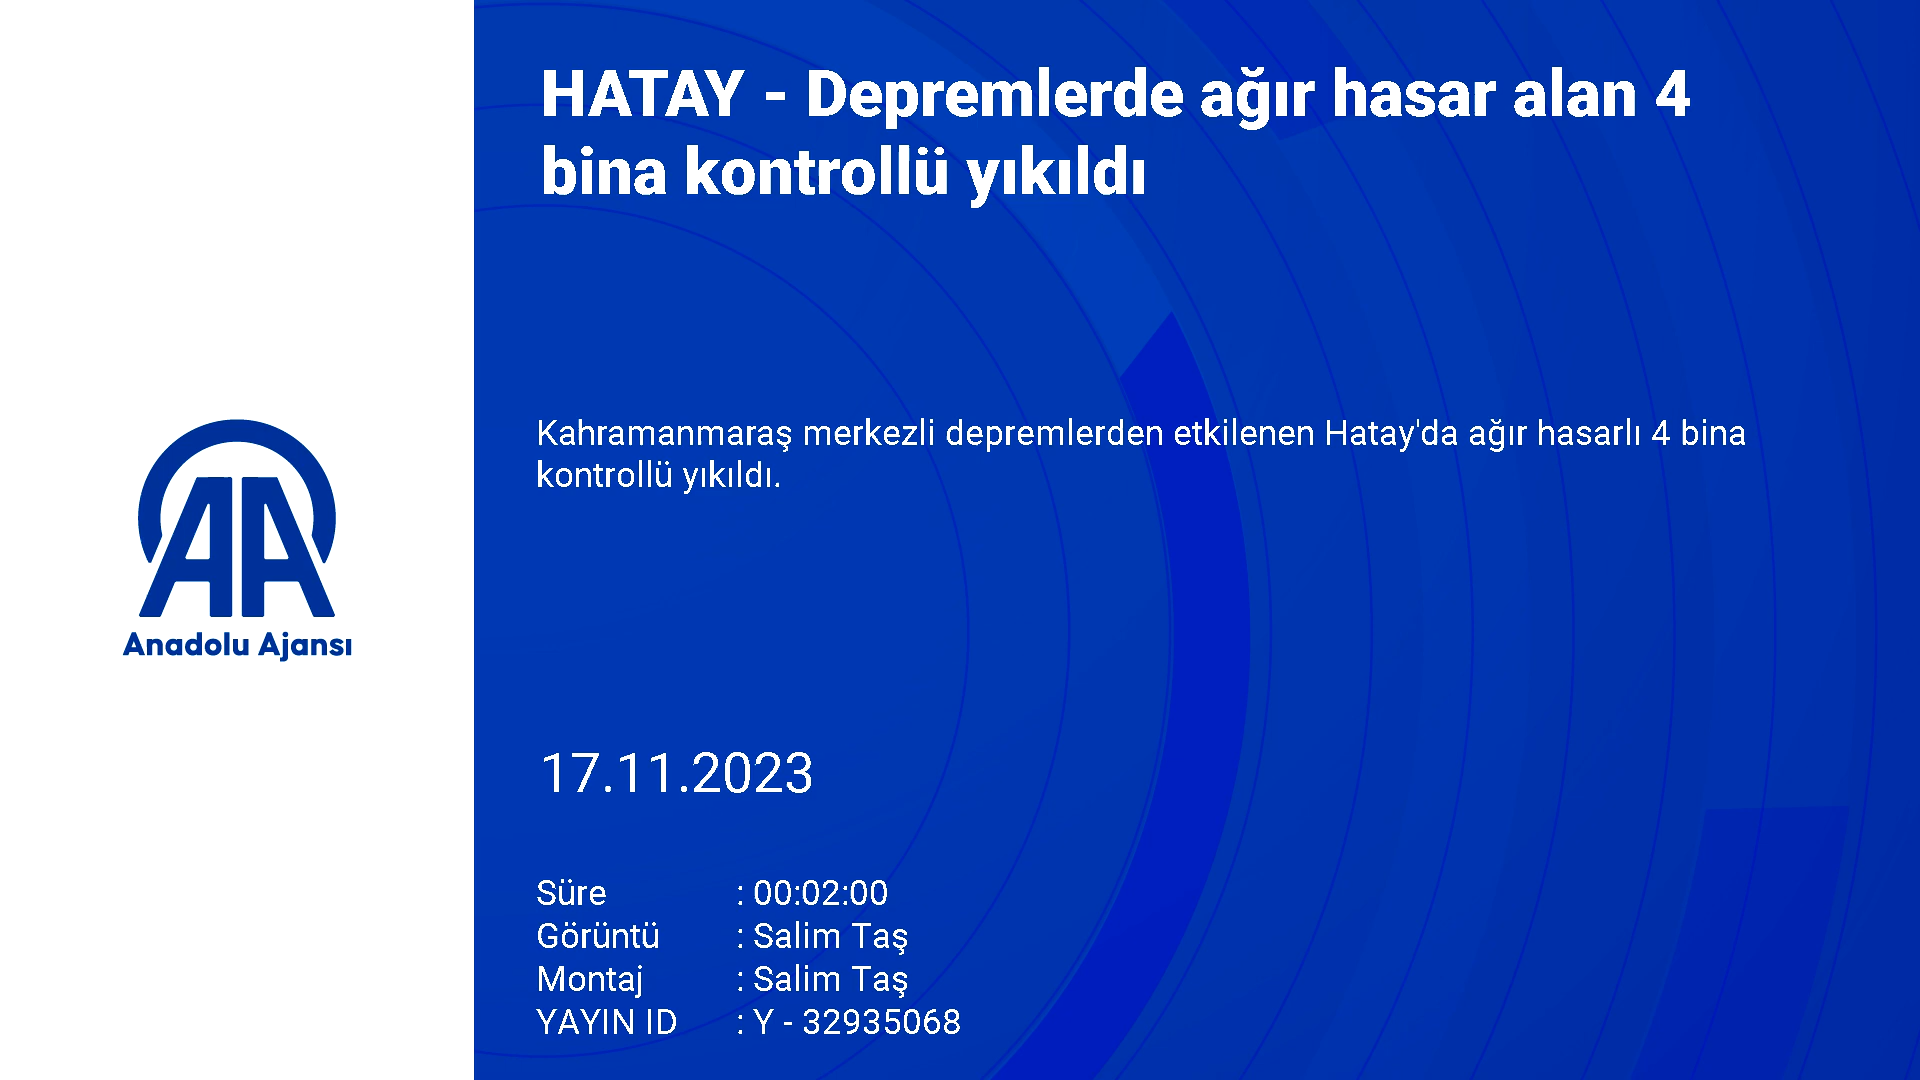 HATAY - Depremlerde ağır hasar alan 4
bina kontrollü yıkıldı
Kahramanmaraş merkezli depremlerden etkilenen Hatay'da ağır hasarlı 4 bina
kontrollü yıkıldı.
AA
Anadolu Ajansı
17.11.2023
Süre : 00:02:00
Görüntü : Salim Taş
Montaj : Salim Taş
YAYIN ID : Y - 32935068